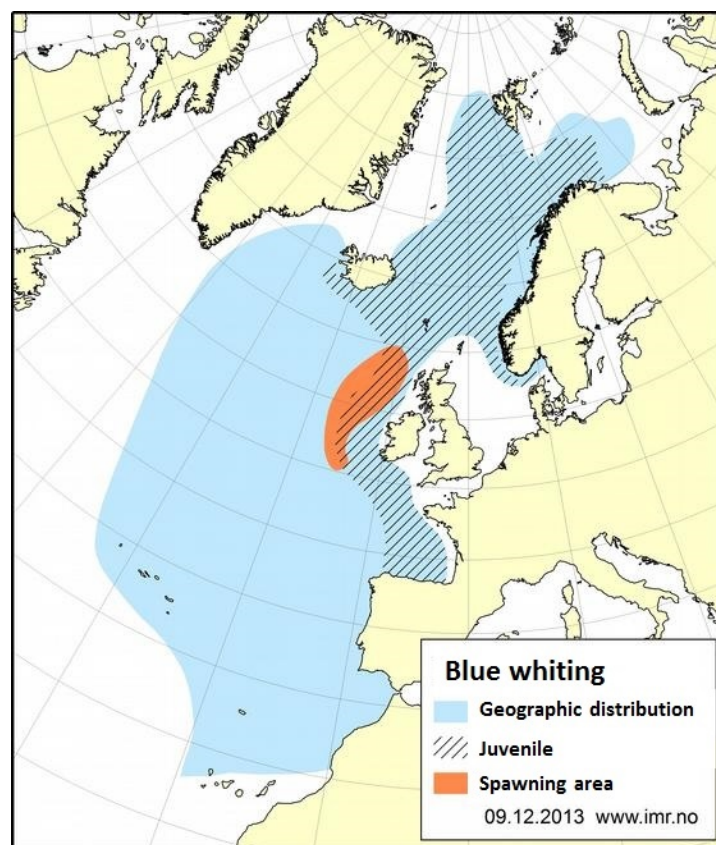 Blue whiting
Geographic distribution
Juvenile
Spawning area
09.12.2013 www.imr.no